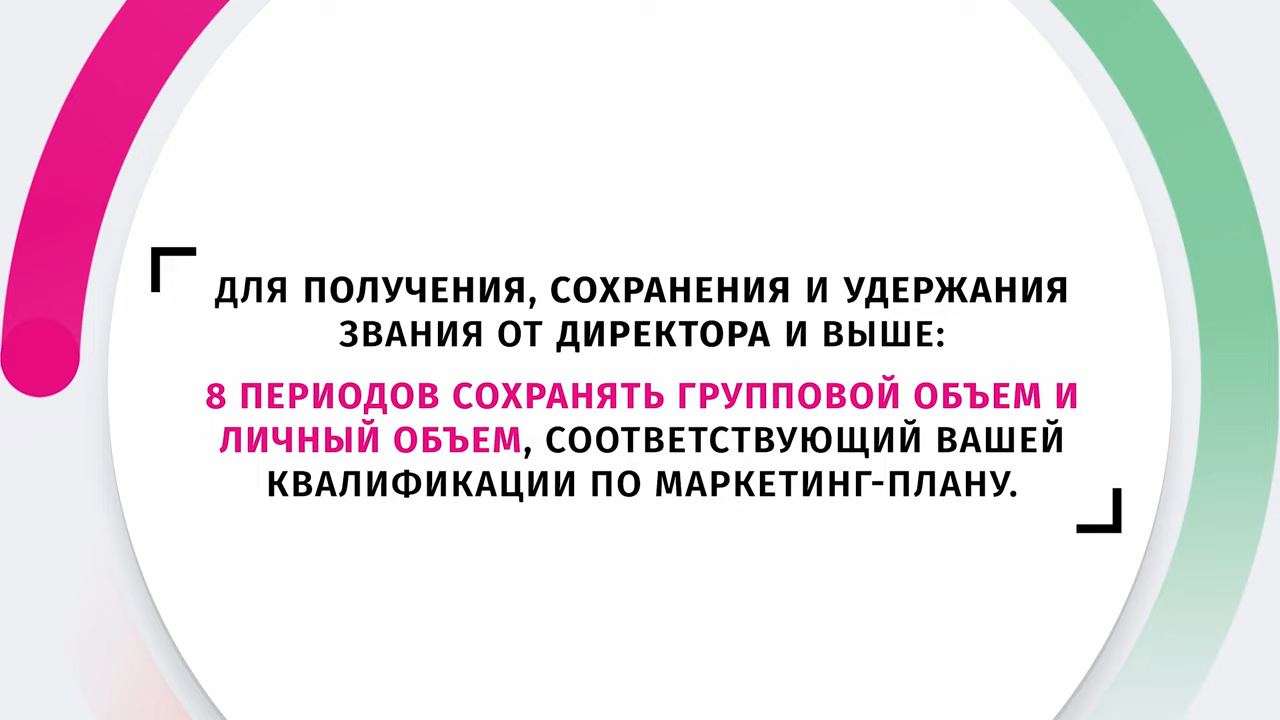 ДЛЯ ПОЛУЧЕНИЯ, СОХРАНЕНИЯ И УДЕРЖАНИЯ
ЗВАНИЯ ОТ ДИРЕКТОРА И ВЫШЕ:
8 ПЕРИОДОВ СОХРАНЯТЬ ГРУППОВОЙ ОБЪЕМ И
ЛИЧНЫЙ ОБЪЕМ, СООТВЕТСТВУЮЩИЙ ВАШЕЙ
КВАЛИФИКАЦИИ ПО МАРКЕТИНГ-ПЛАНУ.